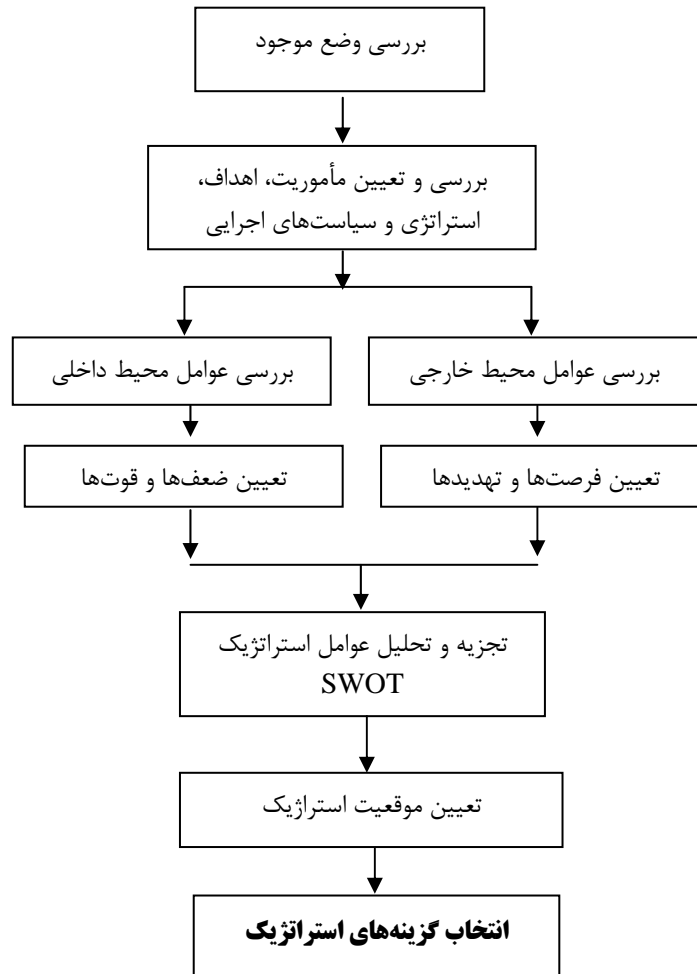 بررسی وضع موجود
بررسی و تعیین مأموریت، اهداف،
استراتژی و سیاست‌های اجرایی
بررسی عوامل محیط خارجی
بررسی عوامل محیط داخلی
تعیین فرصت‌ها و تهدیدها
تعیین ضعف‌ها و قوت‌ها
تجزیه و تحلیل عوامل استراتژیک
SWOT
تعیین موقعیت استراژیک
انتخاب گزینه‌های استراتژیک